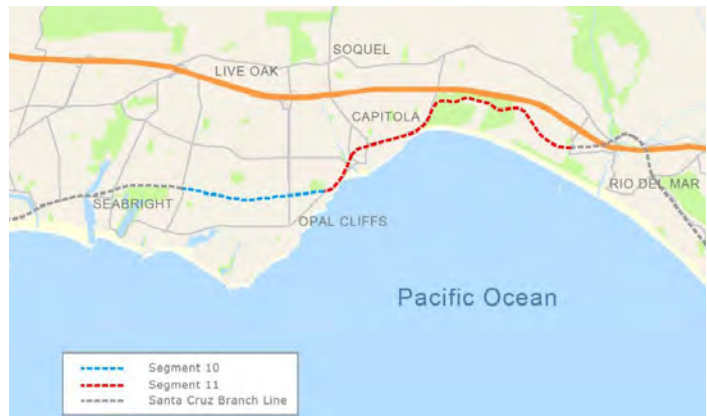 SOQUEL
LIVE OAK
CAPITOLA
RIO DEL MAR
SEABRIGHT
OPAL CLIFFS
Pacific Ocean
Segment 10
Segment 11
Santa Cruz Branch Line